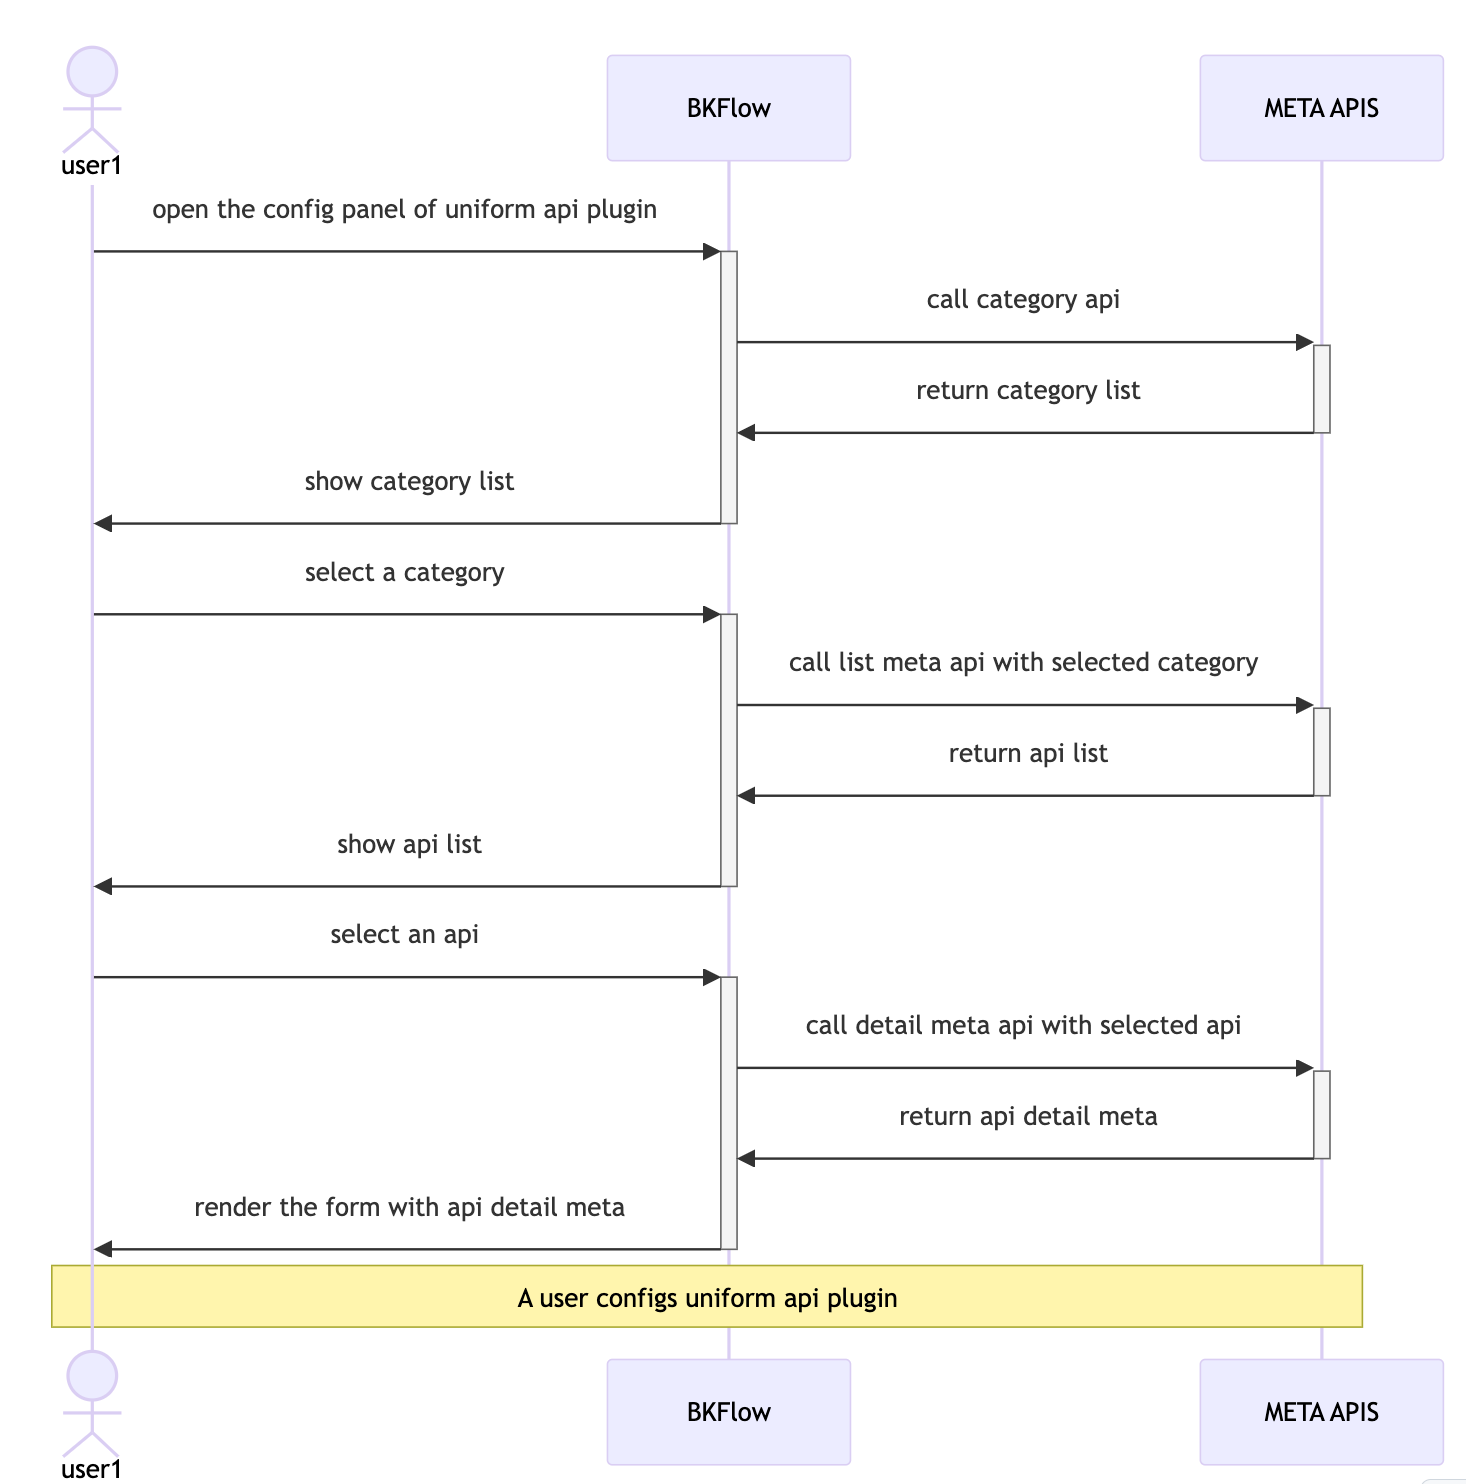 user1
BKFlow
META APIS
open the config panel of uniform api plugin
call category api
return category list
show category list
select a category
call list meta api with selected category
return api list
show api list
select an api
call detail meta api with selected api
return api detail meta
render the form with api detail meta
A user configs uniform api plugin
user1
BKFlow
META APIS